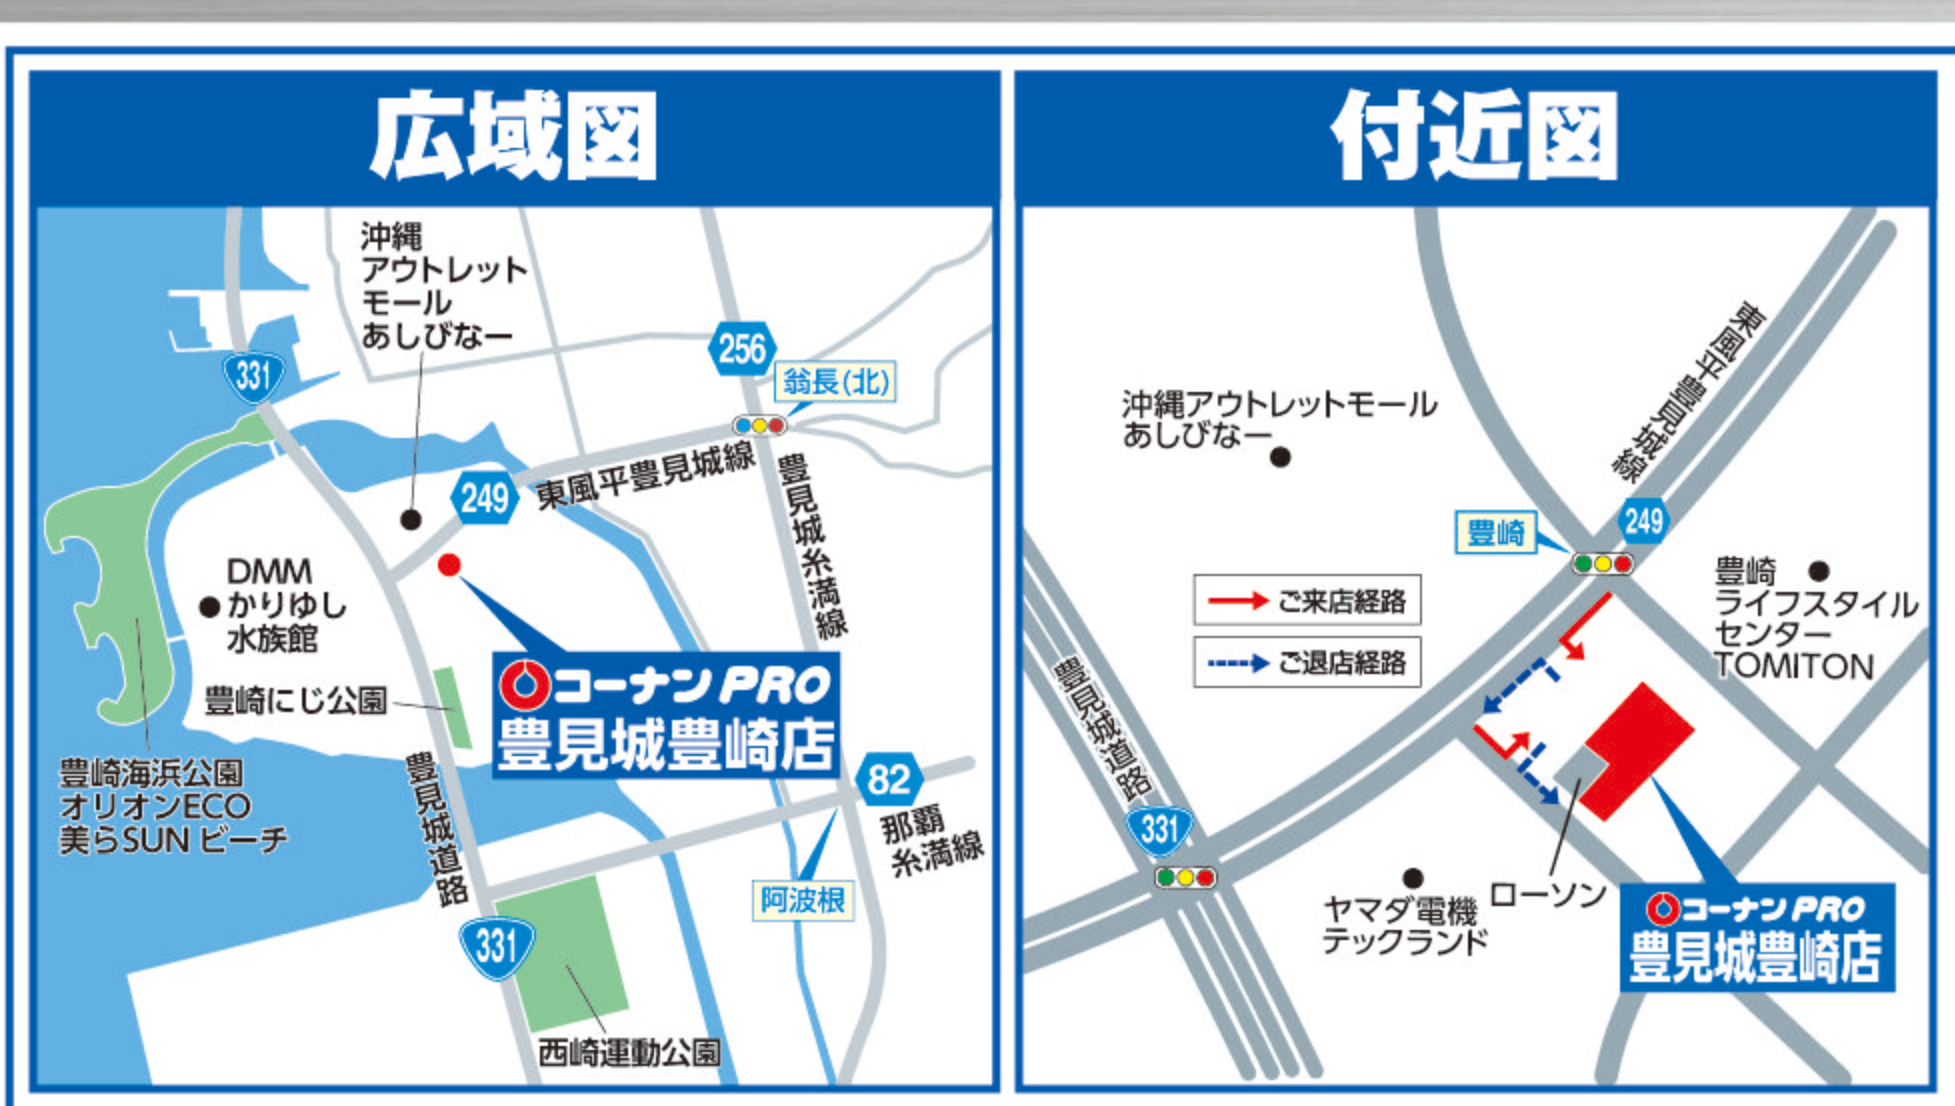 広域図
沖縄
アウトレット
モール
あしびなー
331
256
翁長(北)
249
東風平豊見城線
豊見城糸満線
DMM
かりゆし
水族館
豊崎にじ公園
コーナンPRO
豊見城豊崎店
豊崎海浜公園
オリオンECO
美らSUN ビーチ
豊見城道路
82
那覇
糸満線
阿波根
331
西崎運動公園
付近図
東風平豊見城線
沖縄アウトレットモール
あしびなー
249
豊崎
ご来店経路
ご退店経路
豊崎
ライフスタイル
センター
TOMITON
豊見城道路
331
ローソン
ヤマダ電機
テックランド
コーナンPRO
豊見城豊崎店